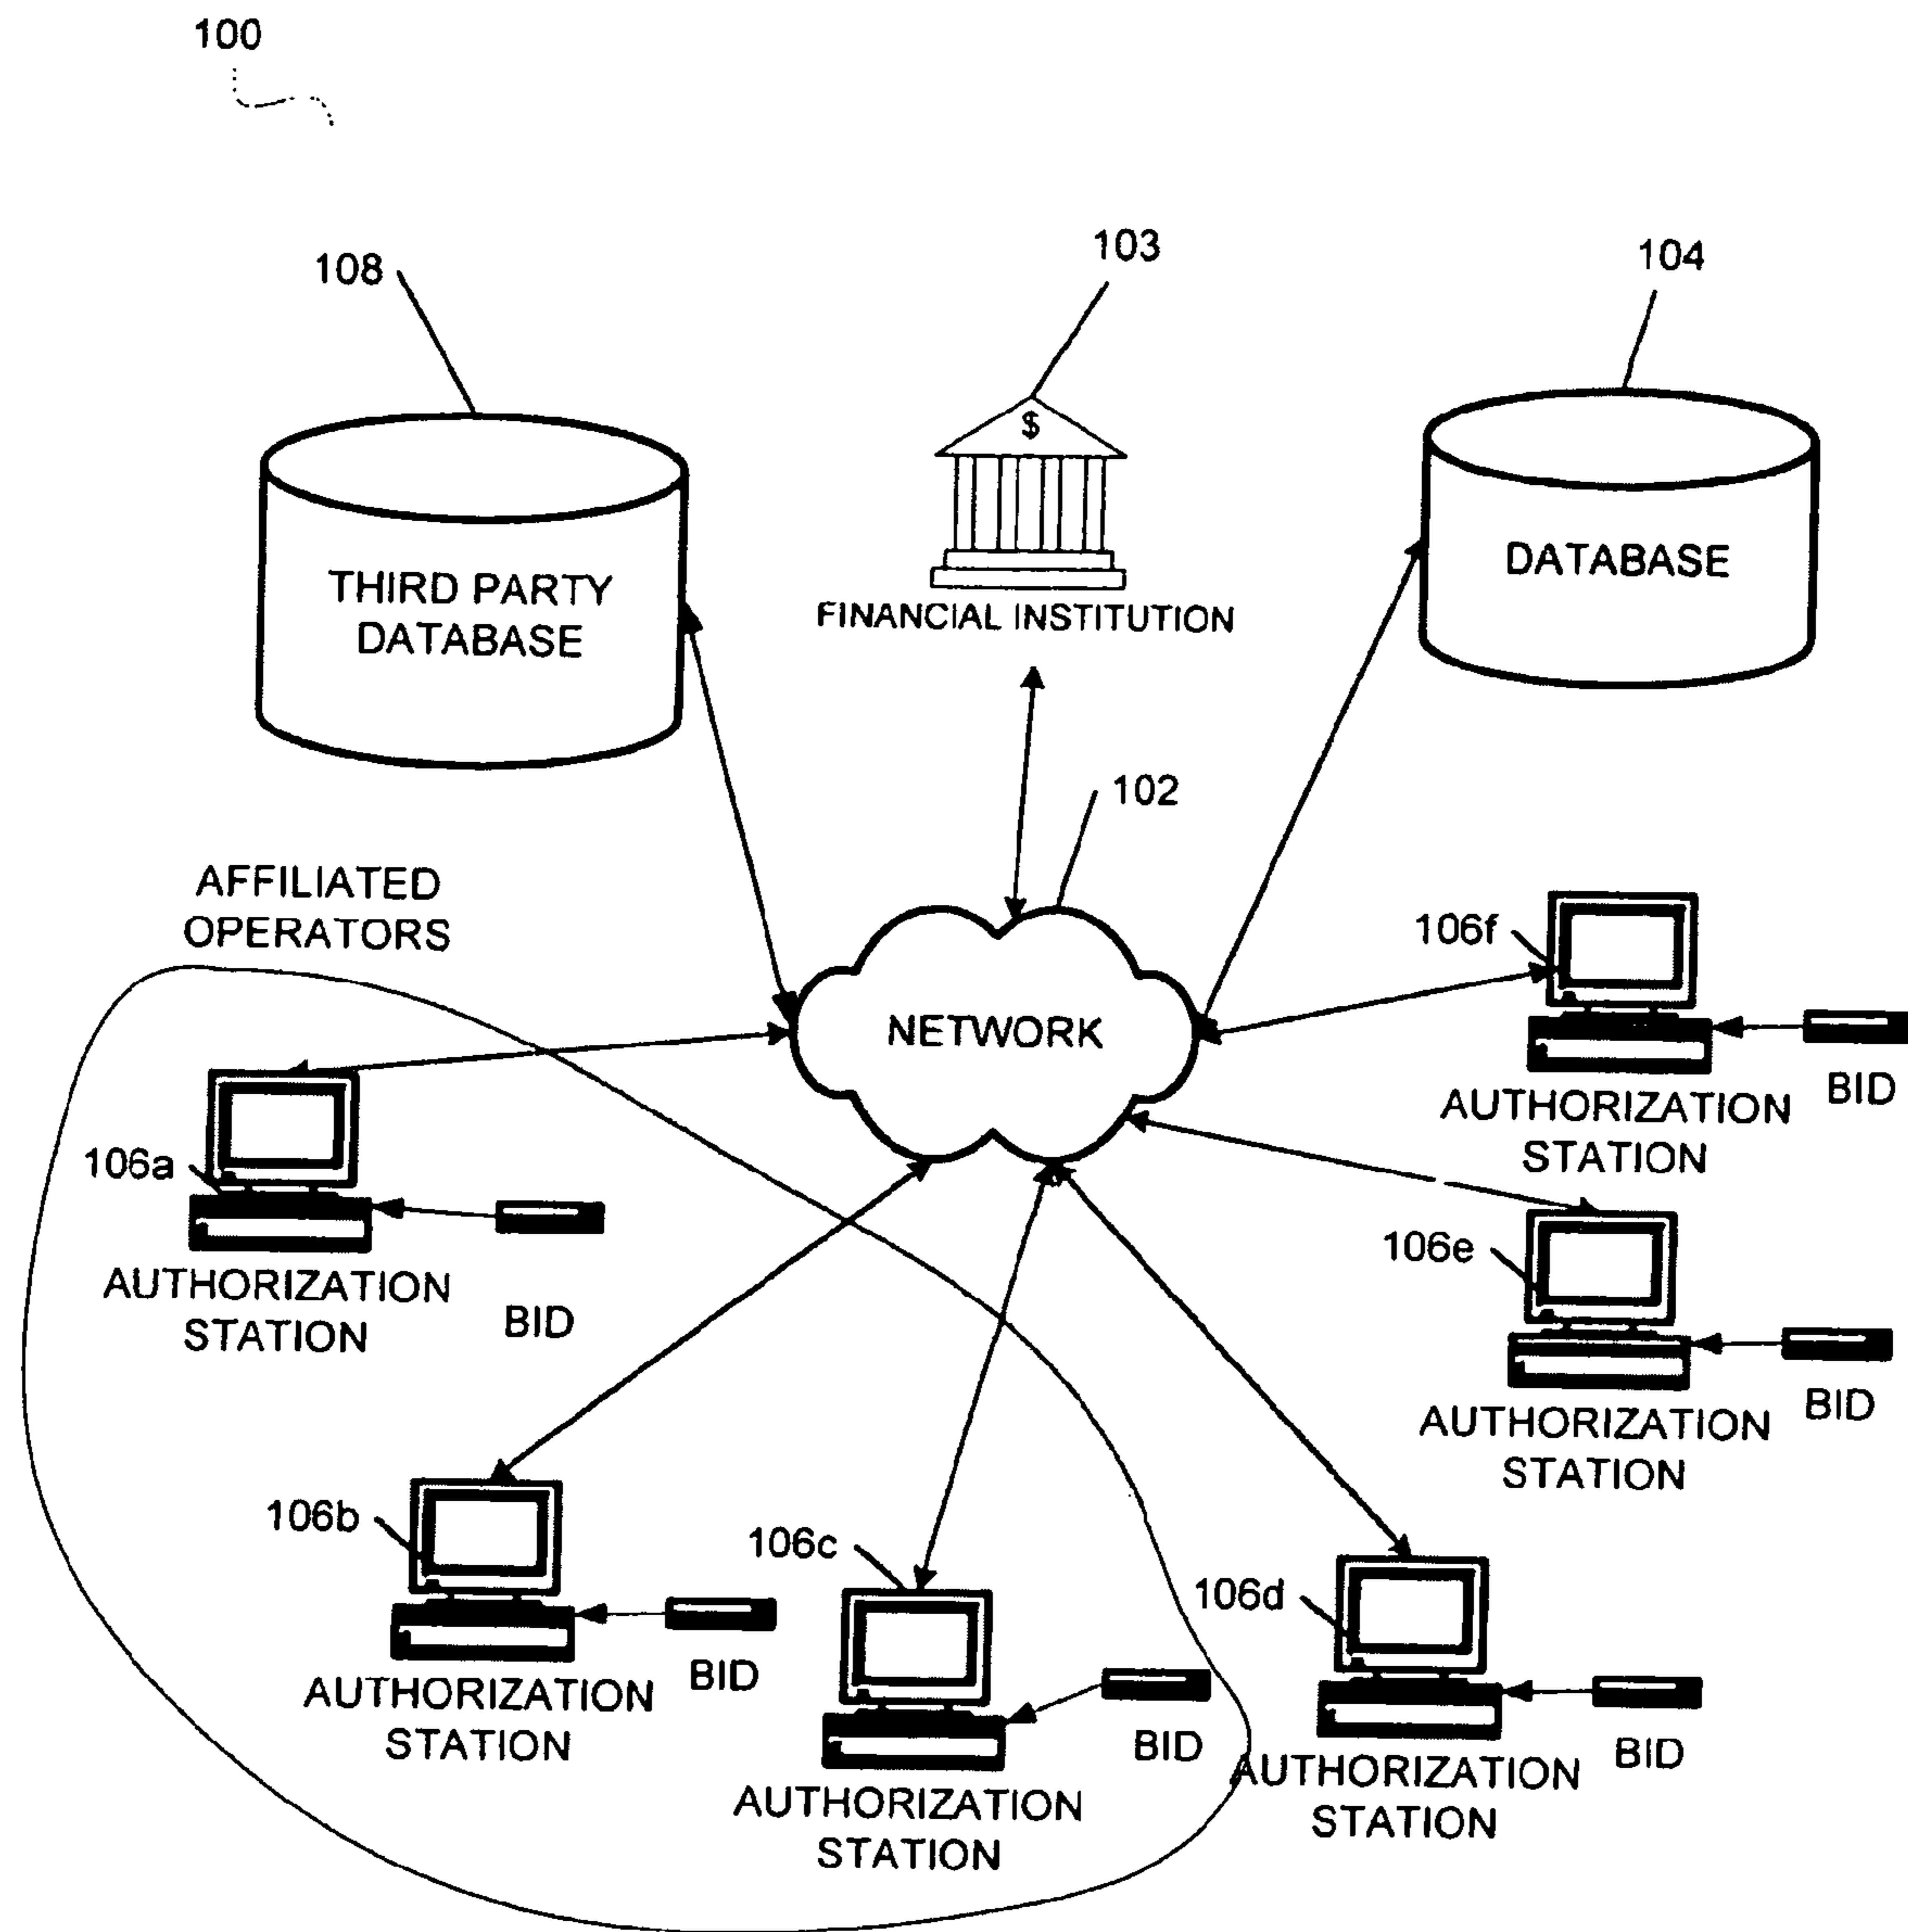 100
108
103
104
$
THIRD PARTY
DATABASE
FINANCIAL INSTITUTION
DATABASE
102
AFFILIATED
OPERATORS
NETWORK
106f
BID
AUTHORIZATION
STATION
106a
AUTHORIZATION
STATION
BID
106e
BID
AUTHORIZATION
STATION
106b
BID
AUTHORIZATION
STATION
106c
BID
AUTHORIZATION
STATION
106d
BID
AUTHORIZATION
STATION